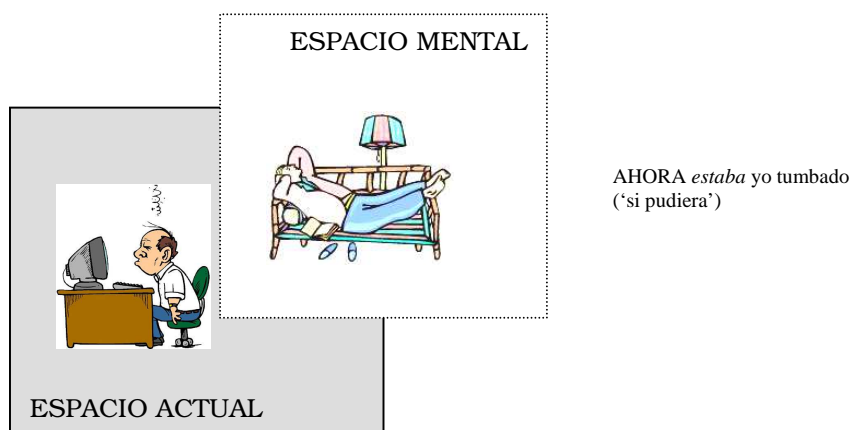 ESPACIO MENTAL
AHORA estaba yo tumbado
(‘si pudiera’)
ESPACIO ACTUAL